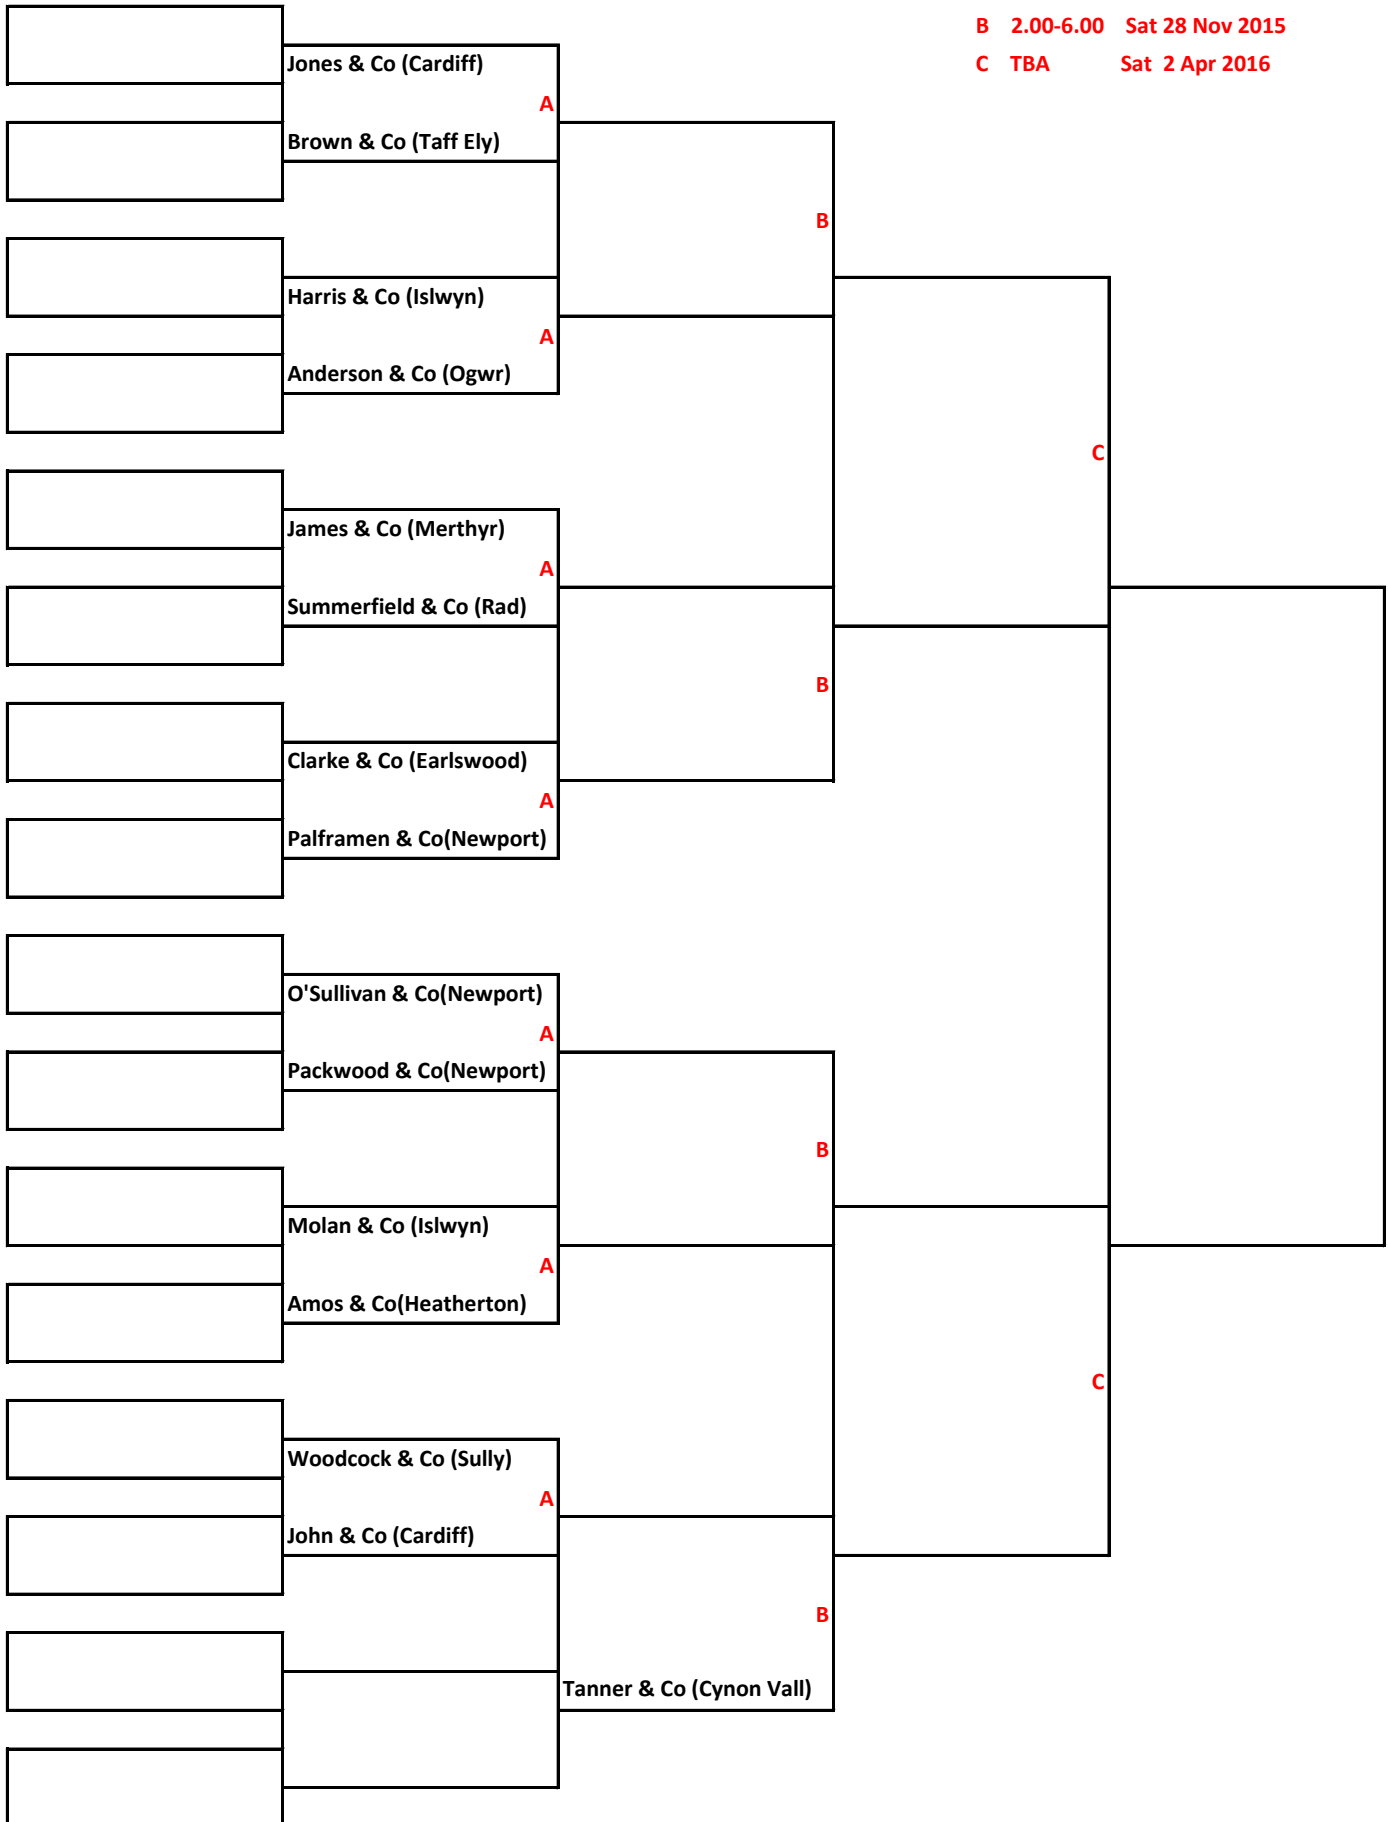 B 2.00-6.00 Sat 28 Nov 2015
C TBA Sat 2 Apr 2016
Jones & Co (Cardiff)
A
Brown & Co (Taff Ely)
B
Harris & Co (Islwyn)
A
Anderson & Co (Ogwr)
C
James & Co (Merthyr)
A
Summerfield & Co (Rad)
B
Clarke & Co (Earlswood)
A
Palframen & Co(Newport)
O'Sullivan & Co(Newport)
A
Packwood & Co(Newport)
B
Molan & Co (Islwyn)
A
Amos & Co(Heatherton)
C
Woodcock & Co (Sully)
A
John & Co (Cardiff)
B
Tanner & Co (Cynon Vall)